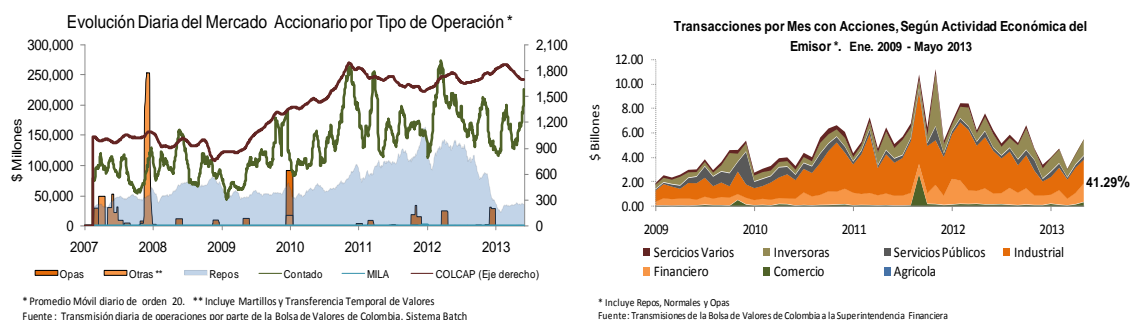 Evolución Diaria del Mercado Accionario por Tipo de Operación *
$ Millones
300,000
250,000
200,000
150,000
100,000
50,000
0
2,100
1,800
1,500
1,200
900
600
300
0
2007 2008 2009 2010 2011 2012 2013
Opas Otras ** Repos Contado MILA COLCAP (Eje derecho)
* Promedio Móvil diario de orden 20. ** Incluye Martillos y Transferencia Temporal de Valores
Fuente : Transmisión diaria de operaciones por parte de la Bolsa de Valores de Colombia. Sistema Batch
Transacciones por Mes con Acciones, Según Actividad Económica del
Emisor *. Ene. 2009 - Mayo 2013
$ Billones
12.00
10.00
8.00
6.00
4.00
2.00
0.00
41.29%
2009 2010 2011 2012 2013
Sercicios Varios Inversoras Servicios Públicos Industrial
Financiero Comercio Agricola
* Incluye Repos, Normales y Opas
Fuente: Transmisiones de la Bolsa de Valores de Colombia a la Superintendencia Financiera